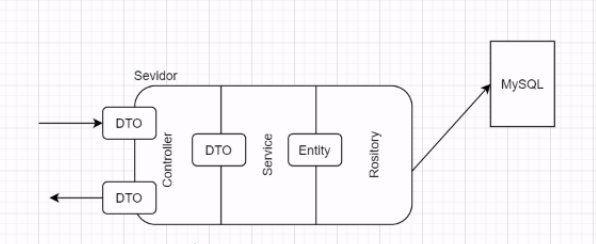 Sevidor
MySQL
DTO
Controller
DTO
Service
Entity
Rository
DTO